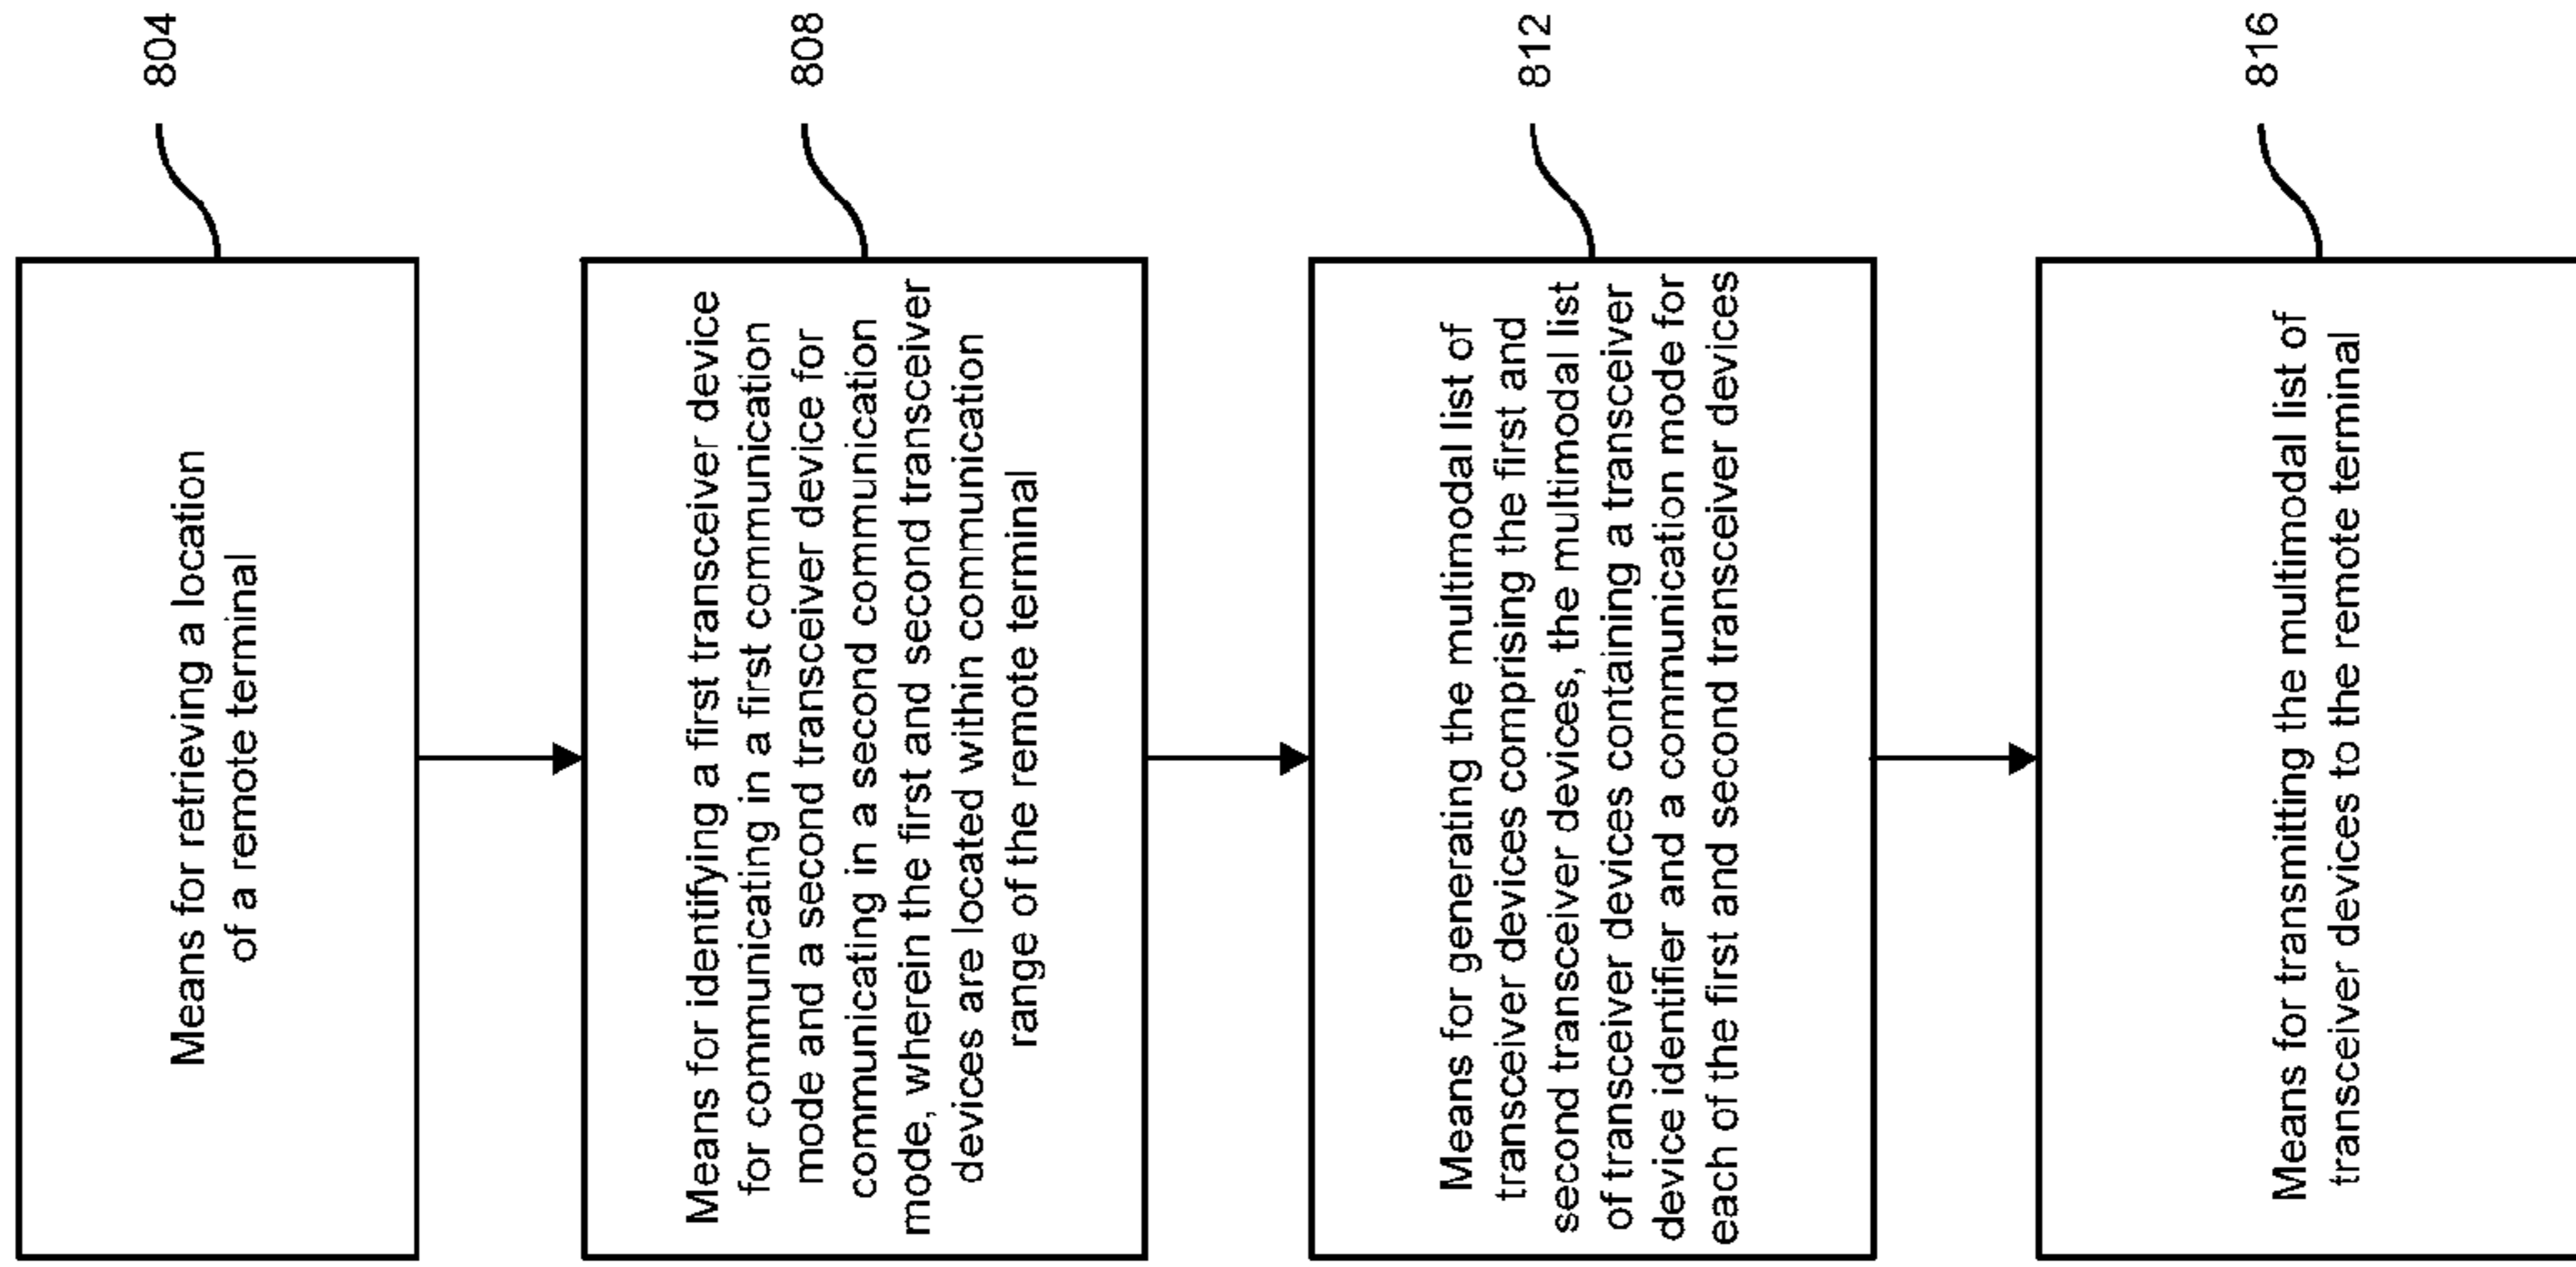 Means for retrieving a location
of a remote terminal
804
Means for identifying a first transceiver device
for communicating in a first communication
mode and a second transceiver device for
communicating in a second communication
mode, wherein the first and second transceiver
devices are located within communication
range of the remote terminal
808
Means for generating the multimodal list of
transceiver devices comprising the first and
second transceiver devices, the multimodal list
of transceiver devices containing a transceiver
device identifier and a communication mode for
each of the first and second transceiver devices
812
Means for transmitting the multimodal list of
transceiver devices to the remote terminal
816